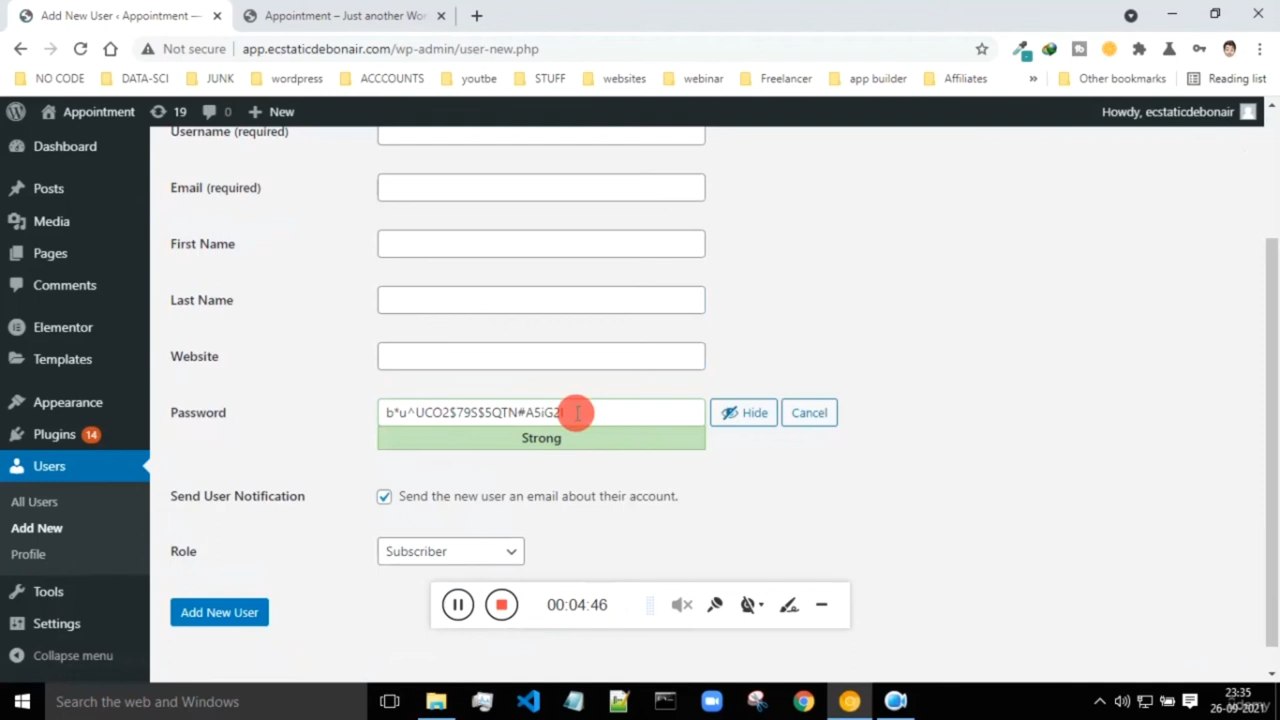 Add New User ‹ Appointment —
Appointment – Just another Wor
Not secure
app.ecstaticdebonair.com/wp-admin/user-new.php
NO CODE
DATA-SCI
JUNK
wordpress
ACCCOUNTS
youtbe
STUFF
websites
webinar
Freelancer
app builder
Affiliates
»
Other bookmarks
Reading list
Appointment
19
0
New
Howdy, ecstaticdebonair
Dashboard
Posts
Media
Pages
Comments
Elementor
Templates
Appearance
Plugins 14
Users
All Users
Add New
Profile
Tools
Settings
Collapse menu
Username (required)
Email (required)
First Name
Last Name
Website
Password
b*u^UCO2$79S$5QTN#A5iG2
Hide
Cancel
Strong
Send User Notification
Send the new user an email about their account.
Role
Subscriber
Add New User
00:04:46
Search the web and Windows
23:35
26-09-2021
ûdemy